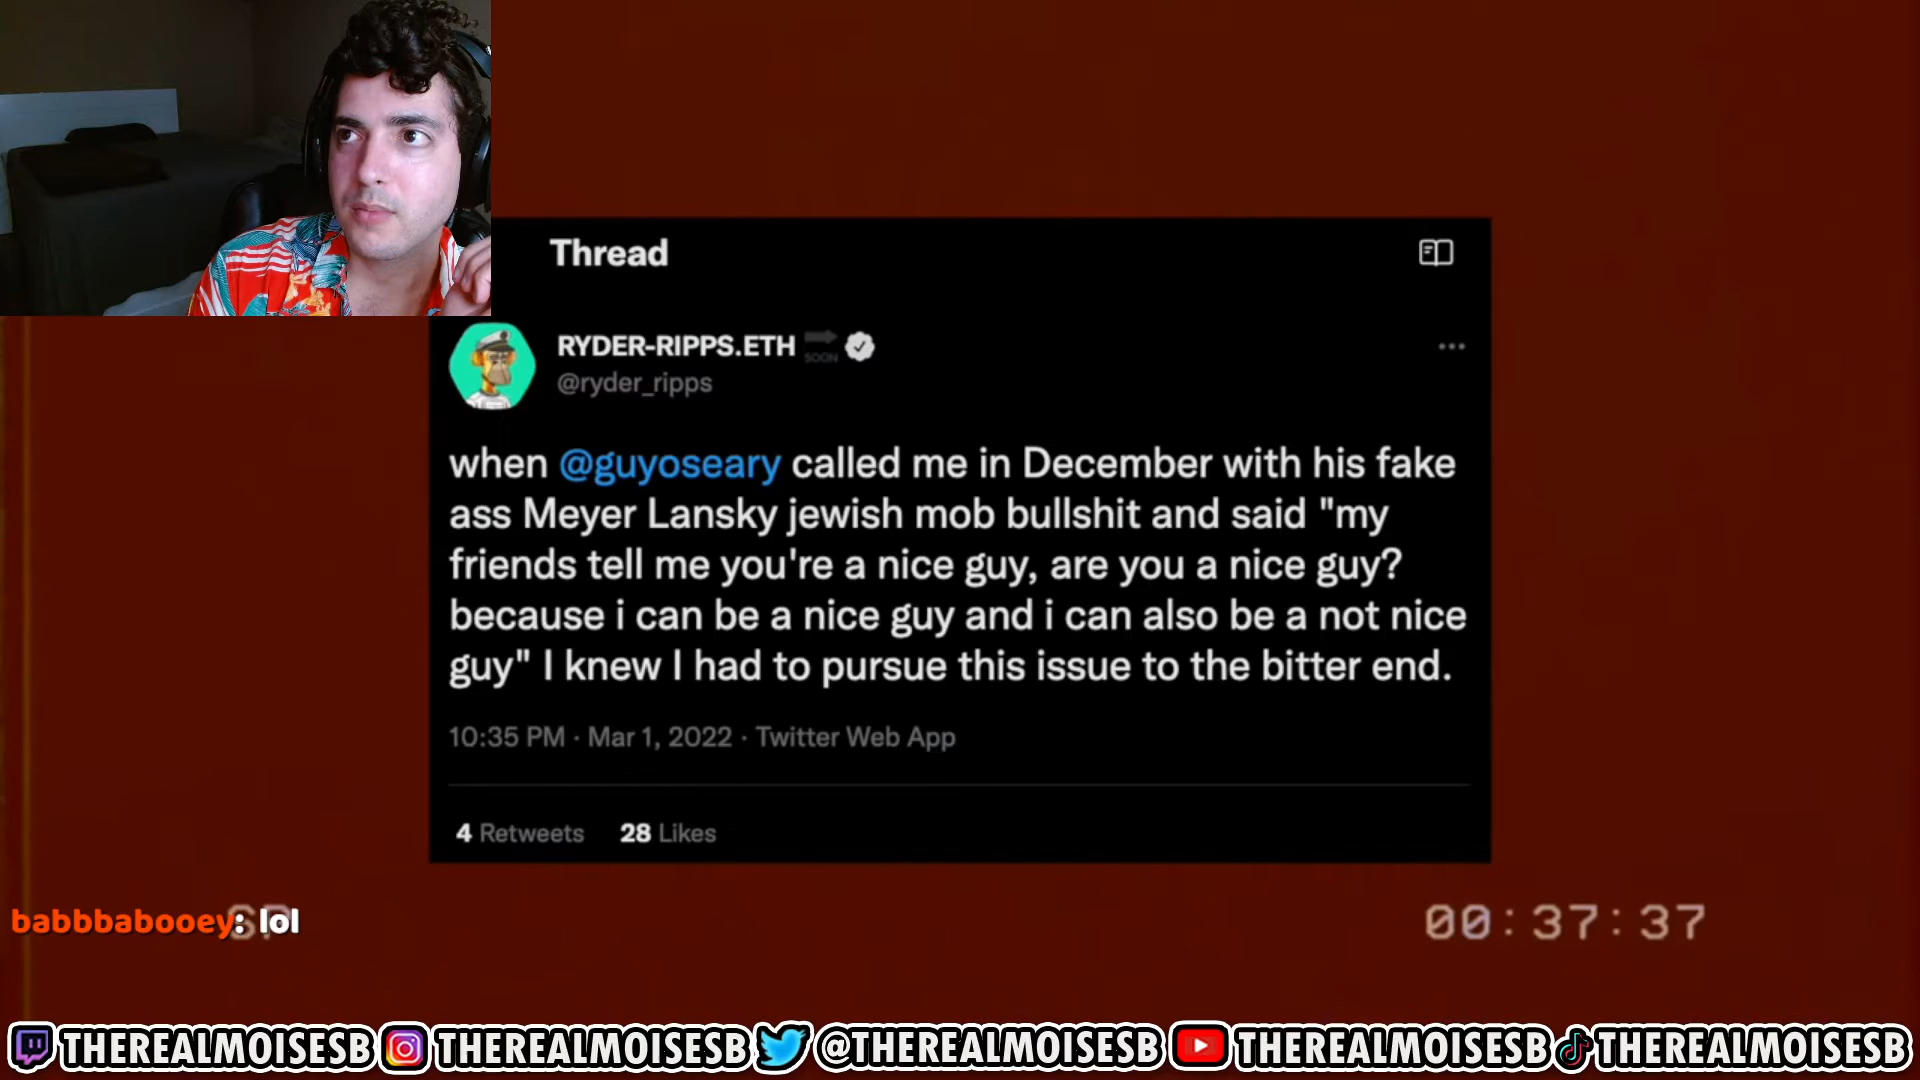 Thread
RYDER-RIPPS.ETH SOON
@ryder_ripps
when @guyoseary called me in December with his fake
ass Meyer Lansky jewish mob bullshit and said "my
friends tell me you're a nice guy, are you a nice guy?
because i can be a nice guy and i can also be a not nice
guy" I knew I had to pursue this issue to the bitter end.
10:35 PM · Mar 1, 2022 · Twitter Web App
4 Retweets 28 Likes
babbbabooey: lol
SP
00:37:37
THEREALMOISESB THEREALMOISESB @THEREALMOISESB THEREALMOISESB THEREALMOISESB